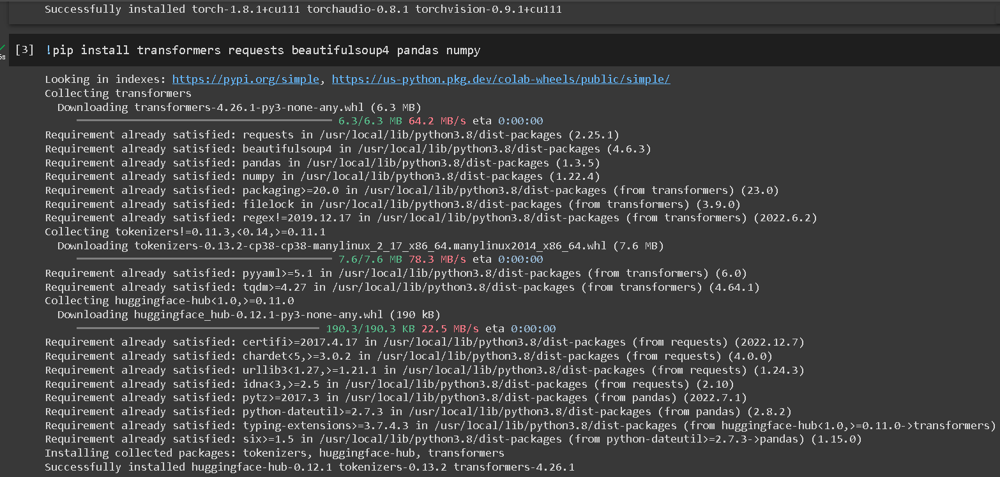 Successfully installed torch-1.8.1+cu111 torchaudio-0.8.1 torchvision-0.9.1+cu111
[3] !pip install transformers requests beautifulsoup4 pandas numpy
Looking in indexes: https://pypi.org/simple, https://us-python.pkg.dev/colab-wheels/public/simple/
Collecting transformers
Downloading transformers-4.26.1-py3-none-any.whl (6.3 MB)
6.3/6.3 MB 64.2 MB/s eta 0:00:00
Requirement already satisfied: requests in /usr/local/lib/python3.8/dist-packages (2.25.1)
Requirement already satisfied: beautifulsoup4 in /usr/local/lib/python3.8/dist-packages (4.6.3)
Requirement already satisfied: pandas in /usr/local/lib/python3.8/dist-packages (1.3.5)
Requirement already satisfied: numpy in /usr/local/lib/python3.8/dist-packages (1.22.4)
Requirement already satisfied: packaging>=20.0 in /usr/local/lib/python3.8/dist-packages (from transformers) (23.0)
Requirement already satisfied: filelock in /usr/local/lib/python3.8/dist-packages (from transformers) (3.9.0)
Requirement already satisfied: regex!=2019.12.17 in /usr/local/lib/python3.8/dist-packages (from transformers) (2022.6.2)
Collecting tokenizers!=0.11.3,<0.14,>=0.11.1
Downloading tokenizers-0.13.2-cp38-cp38-manylinux_2_17_x86_64.manylinux2014_x86_64.whl (7.6 MB)
7.6/7.6 MB 78.3 MB/s eta 0:00:00
Requirement already satisfied: pyyaml>=5.1 in /usr/local/lib/python3.8/dist-packages (from transformers) (6.0)
Requirement already satisfied: tqdm>=4.27 in /usr/local/lib/python3.8/dist-packages (from transformers) (4.64.1)
Collecting huggingface-hub<1.0,>=0.11.0
Downloading huggingface_hub-0.12.1-py3-none-any.whl (190 kB)
190.3/190.3 KB 22.5 MB/s eta 0:00:00
Requirement already satisfied: certifi>=2017.4.17 in /usr/local/lib/python3.8/dist-packages (from requests) (2022.12.7)
Requirement already satisfied: chardet<5,>=3.0.2 in /usr/local/lib/python3.8/dist-packages (from requests) (4.0.0)
Requirement already satisfied: urllib3<1.27,>=1.21.1 in /usr/local/lib/python3.8/dist-packages (from requests) (1.24.3)
Requirement already satisfied: idna<3,>=2.5 in /usr/local/lib/python3.8/dist-packages (from requests) (2.10)
Requirement already satisfied: pytz>=2017.3 in /usr/local/lib/python3.8/dist-packages (from pandas) (2022.7.1)
Requirement already satisfied: python-dateutil>=2.7.3 in /usr/local/lib/python3.8/dist-packages (from pandas) (2.8.2)
Requirement already satisfied: typing-extensions>=3.7.4.3 in /usr/local/lib/python3.8/dist-packages (from huggingface-hub<1.0,>=0.11.0->transformers)
Requirement already satisfied: six>=1.5 in /usr/local/lib/python3.8/dist-packages (from python-dateutil>=2.7.3->pandas) (1.15.0)
Installing collected packages: tokenizers, huggingface-hub, transformers
Successfully installed huggingface-hub-0.12.1 tokenizers-0.13.2 transformers-4.26.1